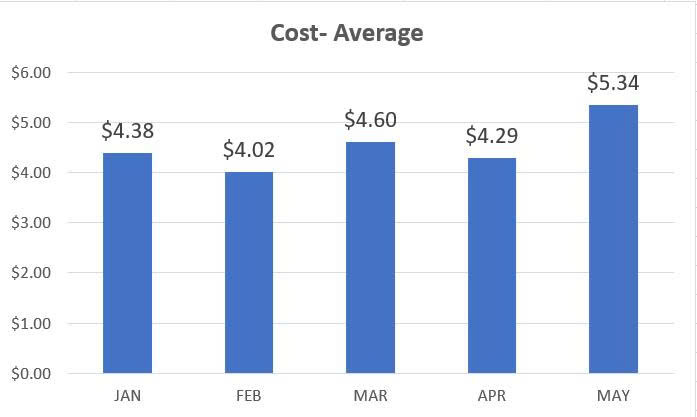 Cost- Average
$6.00
$5.00
$4.00
$3.00
$2.00
$1.00
$0.00
$4.38
$4.02
$4.60
$4.29
$5.34
JAN
FEB
MAR
APR
MAY